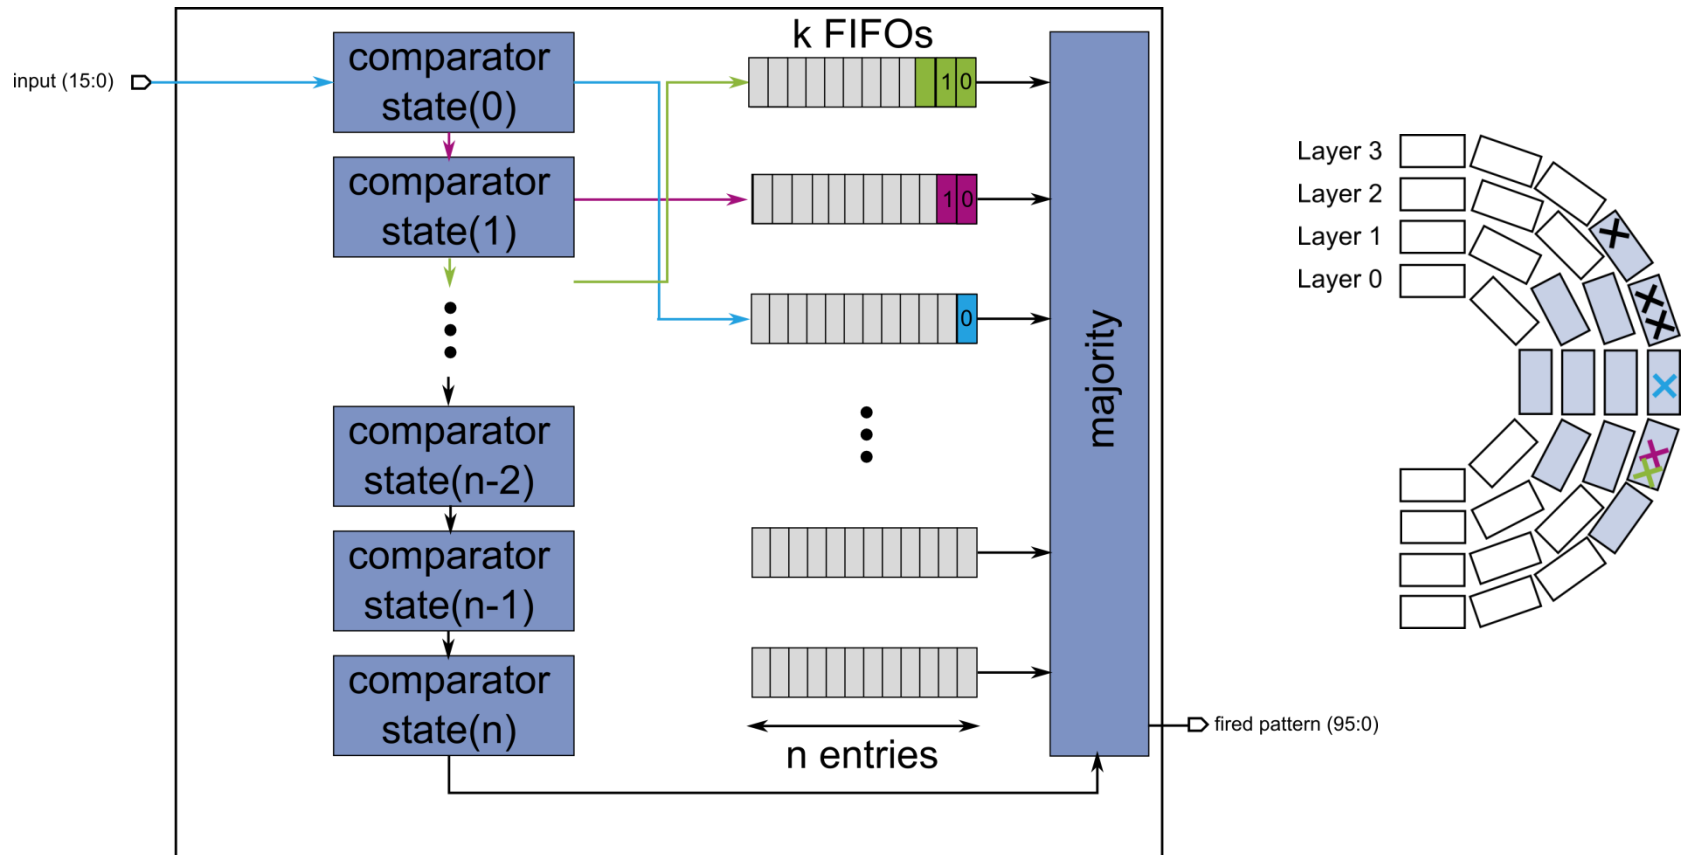 input (15:0)
comparator
state(0)
comparator
state(1)
comparator
state(n-2)
comparator
state(n-1)
comparator
state(n)
k FIFOs
1 0
1 0
0
n entries
majority
fired pattern (95:0)
Layer 3
Layer 2
Layer 1
Layer 0